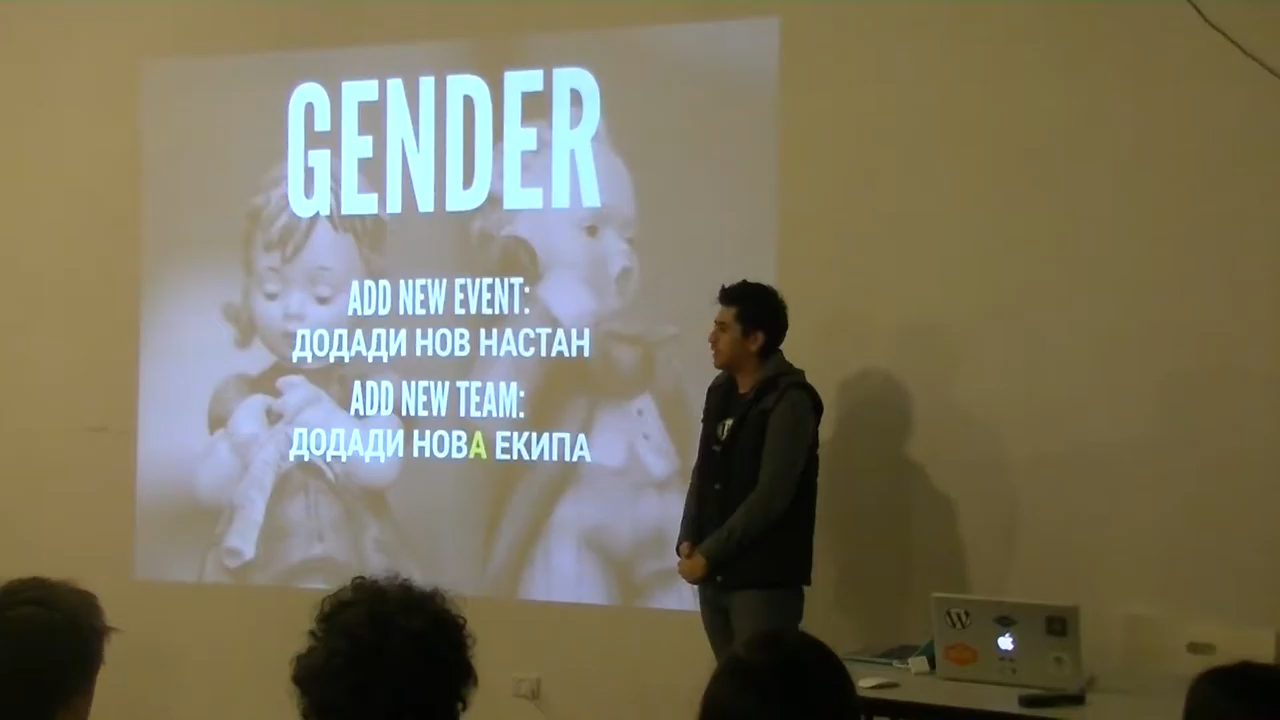 GENDER
ADD NEW EVENT:
ДОДАДИ НОВ НАСТАН
ADD NEW TEAM:
ДОДАДИ НОВА ЕКИПА